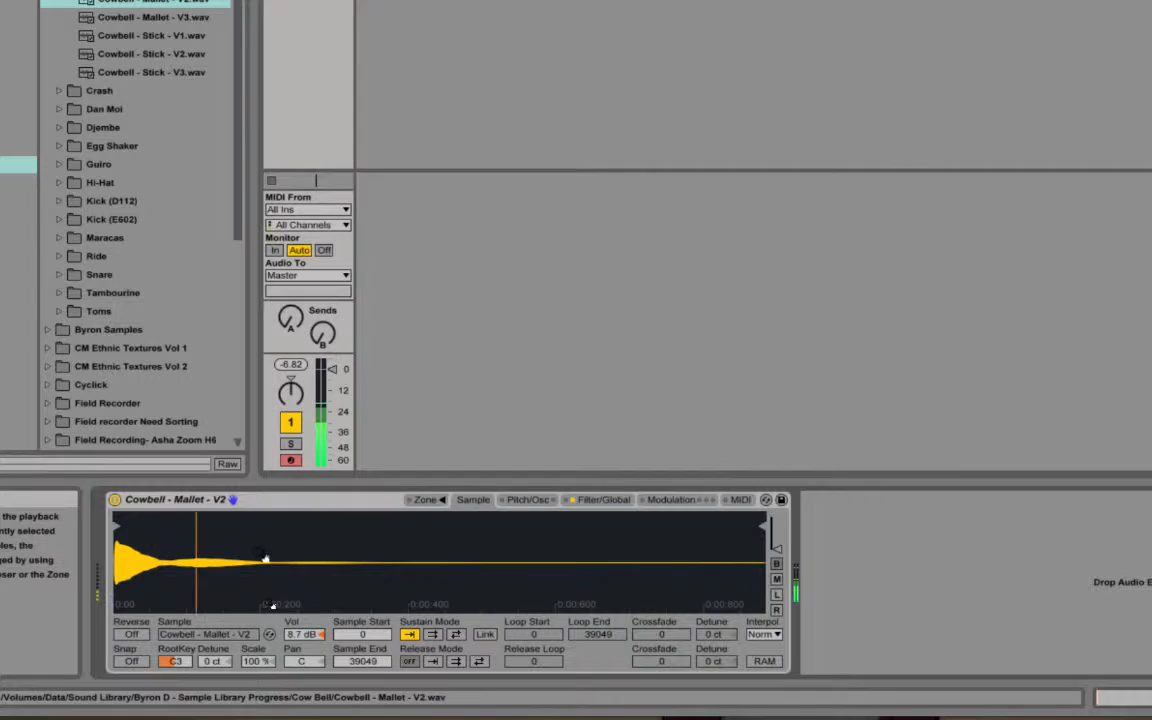 Cowbell - Mallet - V2.wav
Cowbell - Mallet - V3.wav
Cowbell - Stick - V1.wav
Cowbell - Stick - V2.wav
Cowbell - Stick - V3.wav
Crash
Dan Moi
Djembe
Egg Shaker
Guiro
Hi-Hat
Kick (D112)
Kick (E602)
Maracas
Ride
Snare
Tambourine
Toms
Byron Samples
CM Ethnic Textures Vol 1
CM Ethnic Textures Vol 2
Cyclick
Field Recorder
Field recorder Need Sorting
Field Recording- Asha Zoom H6
Raw
MIDI From
All Ins
All Channels
Monitor
In Auto Off
Audio To
Master
Sends
A B
-6.82
0
12
24
36
48
60
1
S
the playback
ntly selected
les, the
ged by using
ser or the Zone
Cowbell - Mallet - V2 Zone Sample Pitch/Osc Filter/Global Modulation MIDI
0:00 0:00:200 0:00:400 0:00:600 0:00:800
B
M
L
R
Reverse Sample Vol Sample Start Sustain Mode Loop Start Loop End Crossfade Detune Interpol
Off Cowbell - Mallet - V2 8.7 dB 0 Link 0 39049 0 0 ct Norm
Snap RootKey Detune Scale Pan Sample End Release Mode Release Loop Crossfade Detune
Off C3 0 ct 100 % C 39049 OFF 0 0 0 ct RAM
Drop Audio E
/Volumes/Data/Sound Library/Byron D - Sample Library Progress/Cow Bell/Cowbell - Mallet - V2.wav